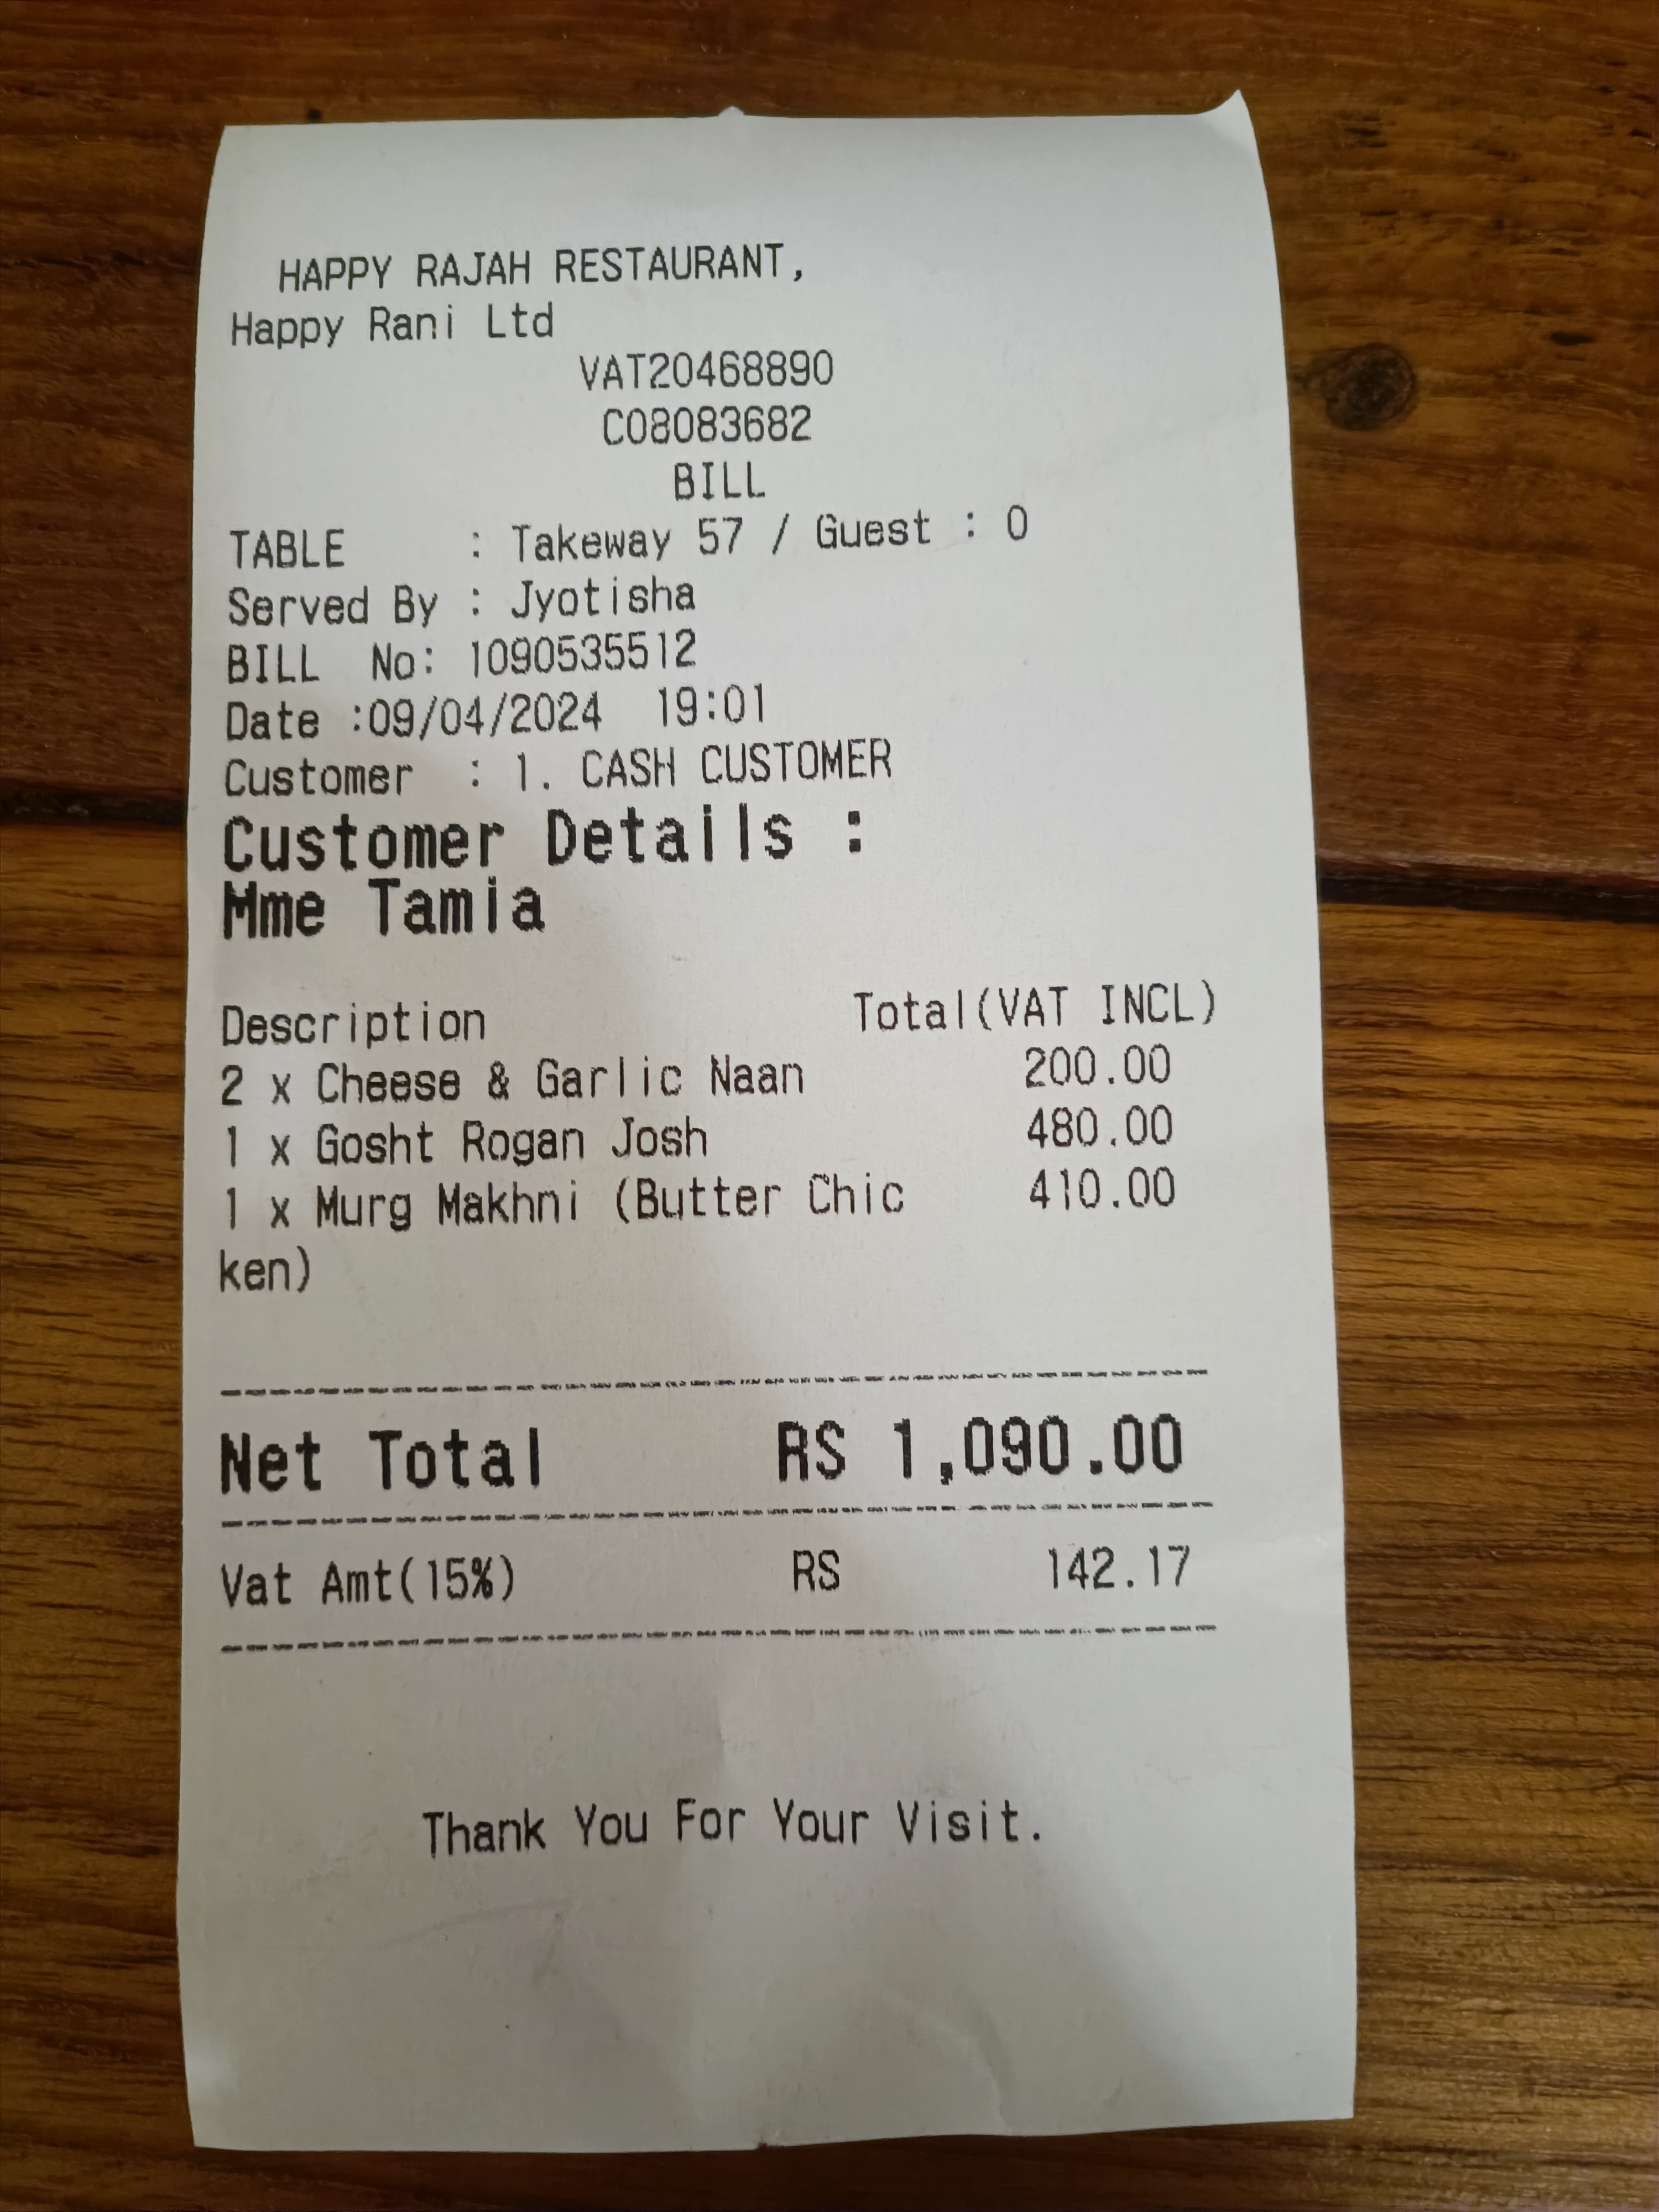 HAPPY RAJAH RESTAURANT,
Happy Rani Ltd
VAT20468890
C08083682
BILL
TABLE : Takeway 57 / Guest : 0
Served By : Jyotisha
BILL No: 1090535512
Date :09/04/2024 19:01
Customer : 1. CASH CUSTOMER
Customer Details :
Mme Tamia
Description Total(VAT INCL)
2 x Cheese & Garlic Naan 200.00
1 x Gosht Rogan Josh 480.00
1 x Murg Makhni (Butter Chic 410.00
ken)
Net Total RS 1,090.00
Vat Amt(15%) RS 142.17
Thank You For Your Visit.